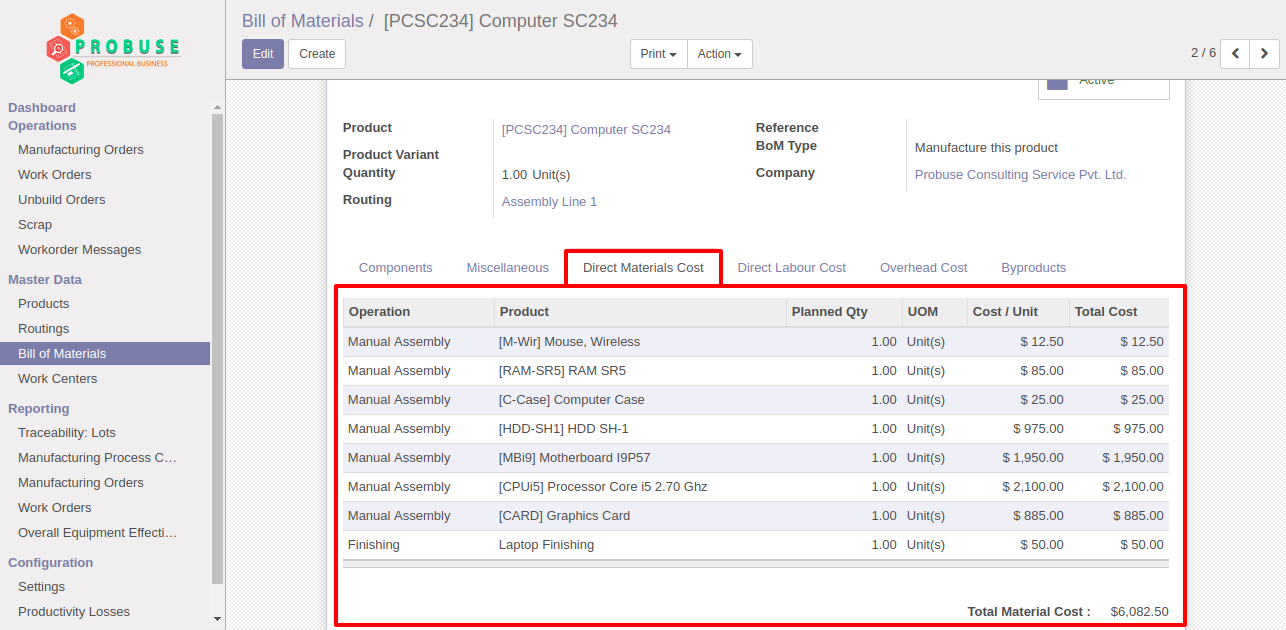 PROBUSE
PROFESSIONAL BUSINESS
Dashboard
Operations
Manufacturing Orders
Work Orders
Unbuild Orders
Scrap
Workorder Messages
Master Data
Products
Routings
Bill of Materials
Work Centers
Reporting
Traceability: Lots
Manufacturing Process C…
Manufacturing Orders
Work Orders
Overall Equipment Effecti…
Configuration
Settings
Productivity Losses
Bill of Materials / [PCSC234] Computer SC234
Edit Create Print Action 2 / 6
Active
Product [PCSC234] Computer SC234
Product Variant
Quantity 1.00 Unit(s)
Routing Assembly Line 1
Reference
BoM Type Manufacture this product
Company Probuse Consulting Service Pvt. Ltd.
Components Miscellaneous Direct Materials Cost Direct Labour Cost Overhead Cost Byproducts
Operation Product Planned Qty UOM Cost / Unit Total Cost
Manual Assembly [M-Wir] Mouse, Wireless 1.00 Unit(s) $ 12.50 $ 12.50
Manual Assembly [RAM-SR5] RAM SR5 1.00 Unit(s) $ 85.00 $ 85.00
Manual Assembly [C-Case] Computer Case 1.00 Unit(s) $ 25.00 $ 25.00
Manual Assembly [HDD-SH1] HDD SH-1 1.00 Unit(s) $ 975.00 $ 975.00
Manual Assembly [MBi9] Motherboard I9P57 1.00 Unit(s) $ 1,950.00 $ 1,950.00
Manual Assembly [CPUi5] Processor Core i5 2.70 Ghz 1.00 Unit(s) $ 2,100.00 $ 2,100.00
Manual Assembly [CARD] Graphics Card 1.00 Unit(s) $ 885.00 $ 885.00
Finishing Laptop Finishing 1.00 Unit(s) $ 50.00 $ 50.00
Total Material Cost : $6,082.50